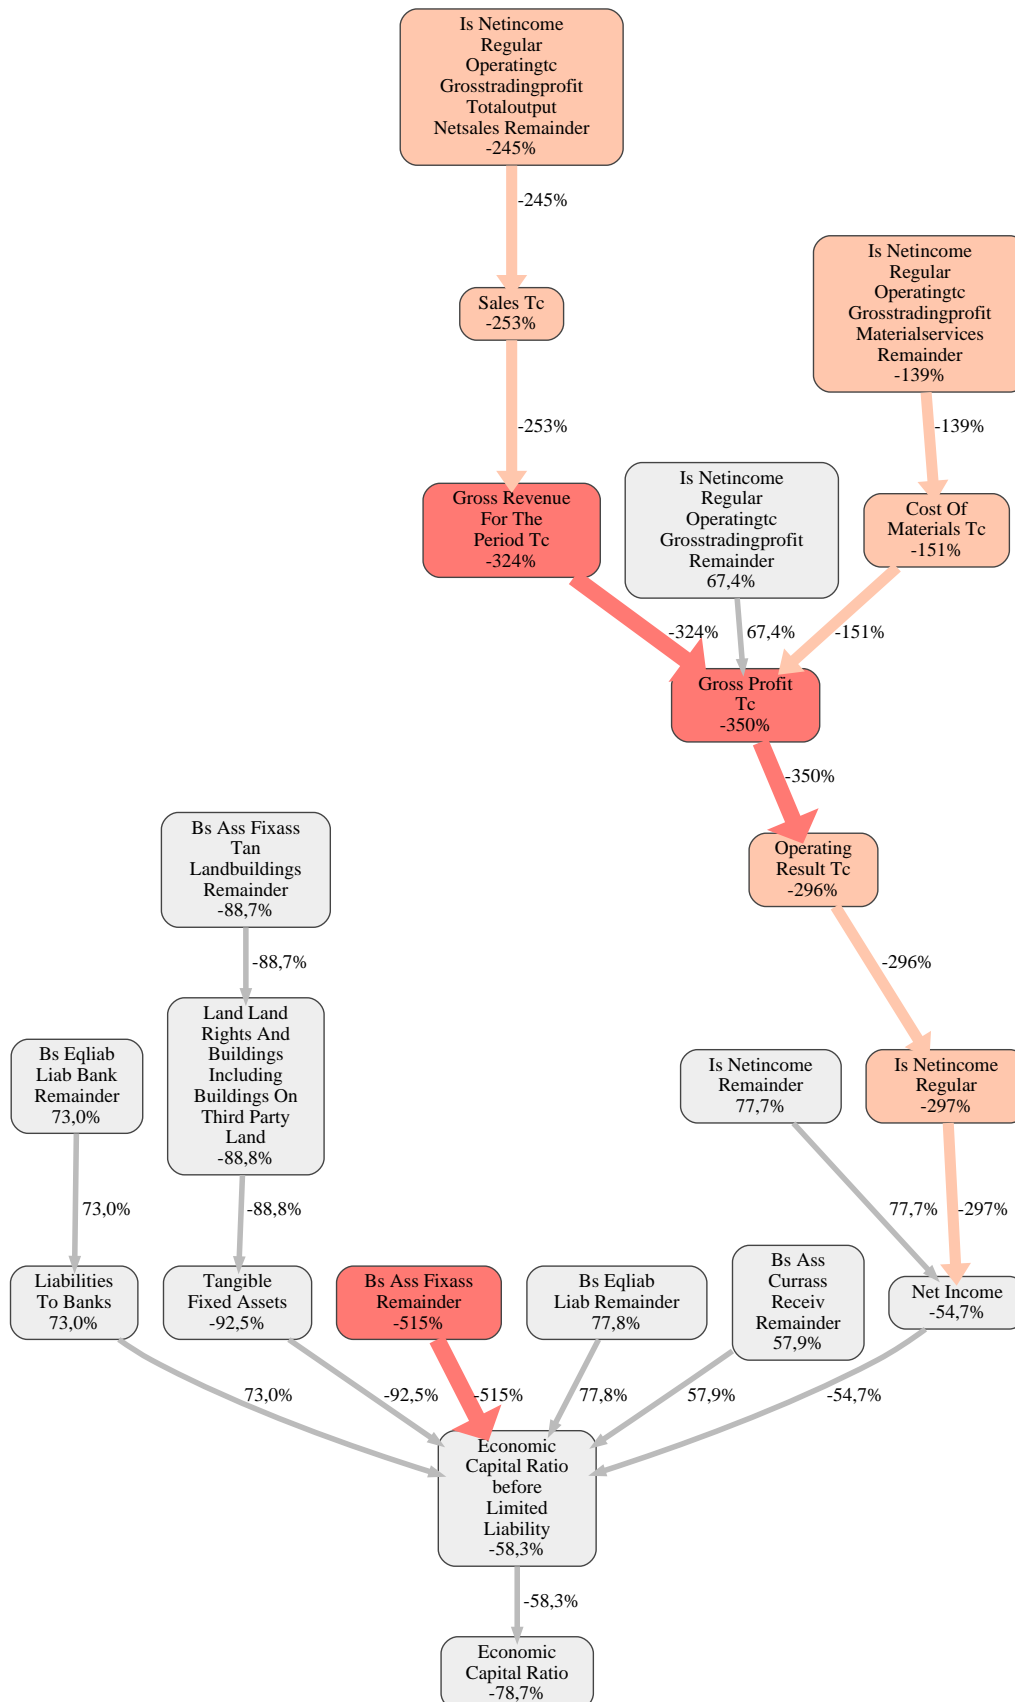 Is Netincome
Regular
Operatingtc
Grosstradingprofit
Totaloutput
Netsales Remainder
-245%
-245%
Is Netincome
Regular
Operatingtc
Grosstradingprofit
Materialservices
Remainder
-139%
Sales Tc
-253%
-253%
-139%
Gross Revenue
For The
Period Tc
-324%
Is Netincome
Regular
Operatingtc
Grosstradingprofit
Remainder
67,4%
Cost Of
Materials Tc
-151%
-324%
67,4%
-151%
Gross Profit
Tc
-350%
-350%
Bs Ass Fixass
Tan
Landbuildings
Remainder
-88,7%
Operating
Result Tc
-296%
-88,7%
-296%
Land Land
Rights And
Buildings
Including
Buildings On
Third Party
Land
-88,8%
Bs Eqliab
Liab Bank
Remainder
73,0%
Is Netincome
Remainder
77,7%
Is Netincome
Regular
-297%
73,0%
-88,8%
77,7%
-297%
Liabilities
To Banks
73,0%
Tangible
Fixed Assets
-92,5%
Bs Ass Fixass
Remainder
-515%
Bs Eqliab
Liab Remainder
77,8%
Bs Ass
Currass
Receiv
Remainder
57,9%
Net Income
-54,7%
73,0%
-92,5%
-515%
77,8%
57,9%
-54,7%
Economic
Capital Ratio
before
Limited
Liability
-58,3%
-58,3%
Economic
Capital Ratio
-78,7%